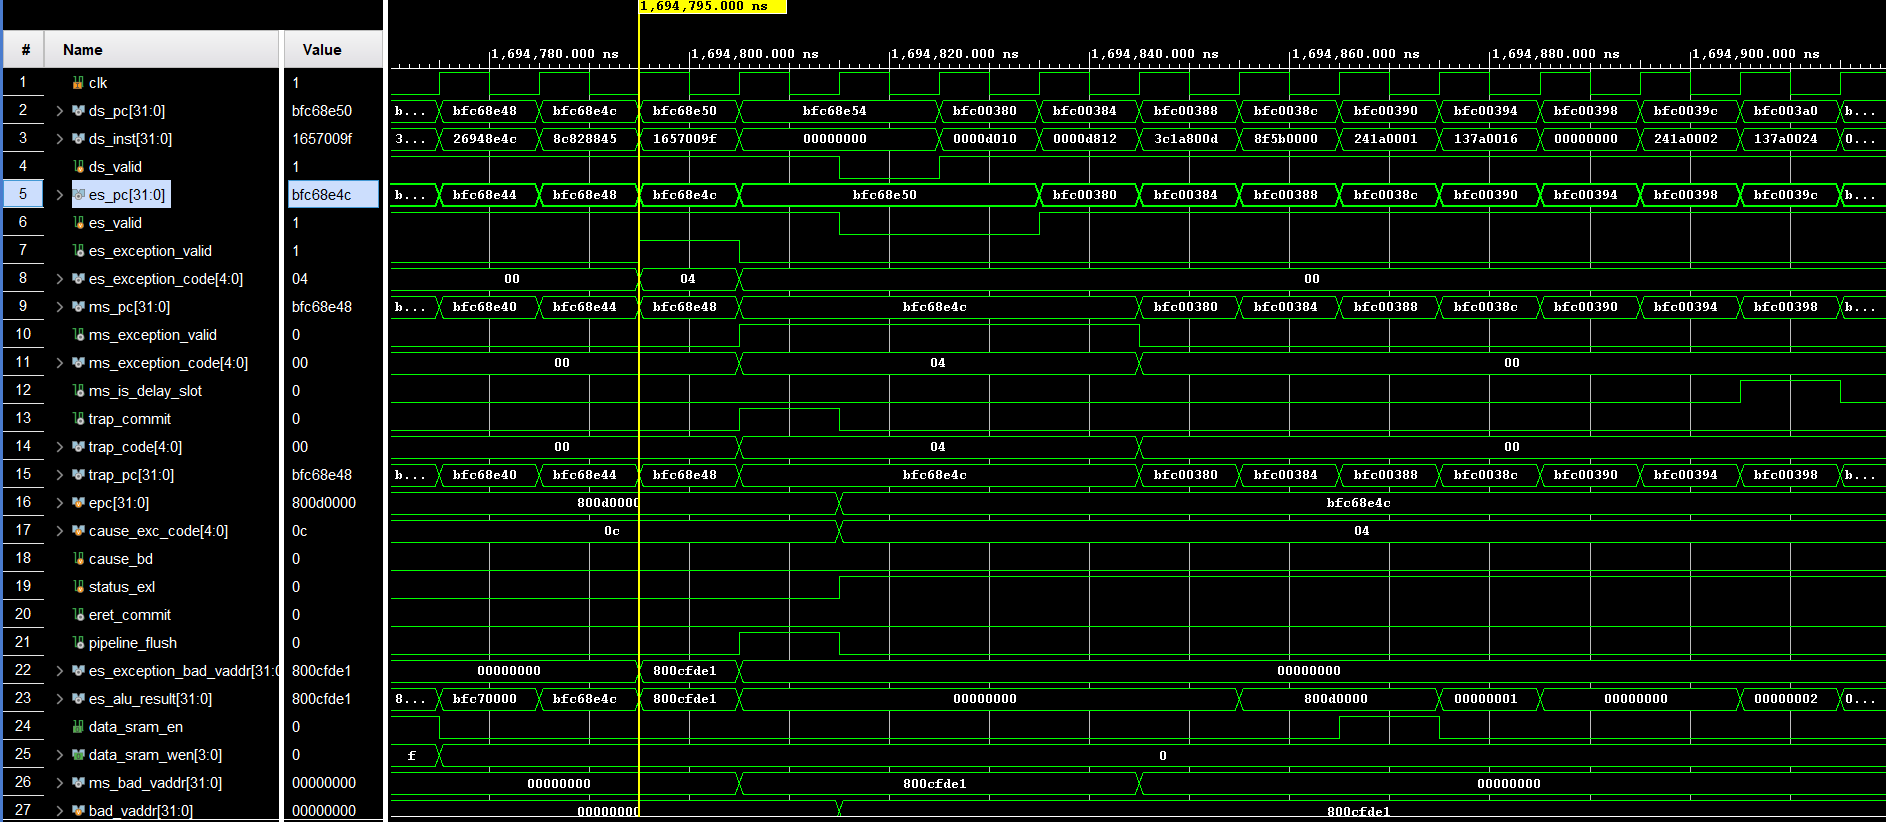 1,694,795.000 ns
1,694,780.000 ns 1,694,800.000 ns 1,694,820.000 ns 1,694,840.000 ns 1,694,860.000 ns 1,694,880.000 ns 1,694,900.000 ns
# Name Value
1 clk 1
2 ds_pc[31:0] bfc68e50 b... bfc68e48 bfc68e4c bfc68e50 bfc68e54 bfc00380 bfc00384 bfc00388 bfc0038c bfc00390 bfc00394 bfc00398 bfc0039c bfc003a0 b...
3 ds_inst[31:0] 1657009f 3... 26948e4c 8c828845 1657009f 00000000 0000d010 0000d812 3c1a800d 8f5b0000 241a0001 137a0016 00000000 241a0002 137a0024 0...
4 ds_valid 1
5 es_pc[31:0] bfc68e4c b... bfc68e44 bfc68e48 bfc68e4c bfc68e50 bfc00380 bfc00384 bfc00388 bfc0038c bfc00390 bfc00394 bfc00398 bfc0039c b...
6 es_valid 1
7 es_exception_valid 1
8 es_exception_code[4:0] 04 00 04 00
9 ms_pc[31:0] bfc68e48 b... bfc68e40 bfc68e44 bfc68e48 bfc68e4c bfc00380 bfc00384 bfc00388 bfc0038c bfc00390 bfc00394 bfc00398 b...
10 ms_exception_valid 0
11 ms_exception_code[4:0] 00 00 04 00
12 ms_is_delay_slot 0
13 trap_commit 0
14 trap_code[4:0] 00 00 04 00
15 trap_pc[31:0] bfc68e48 b... bfc68e40 bfc68e44 bfc68e48 bfc68e4c bfc00380 bfc00384 bfc00388 bfc0038c bfc00390 bfc00394 bfc00398 b...
16 epc[31:0] 800d0000 800d0000 bfc68e4c
17 cause_exc_code[4:0] 0c 0c 04
18 cause_bd 0
19 status_exl 0
20 eret_commit 0
21 pipeline_flush 0
22 es_exception_bad_vaddr[31:0 800cfde1 00000000 800cfde1 00000000
23 es_alu_result[31:0] 800cfde1 8... bfc70000 bfc68e4c 800cfde1 00000000 800d0000 00000001 00000000 00000002 0...
24 data_sram_en 0
25 data_sram_wen[3:0] 0 f 0
26 ms_bad_vaddr[31:0] 00000000 00000000 800cfde1 00000000
27 bad_vaddr[31:0] 00000000 00000000 800cfde1